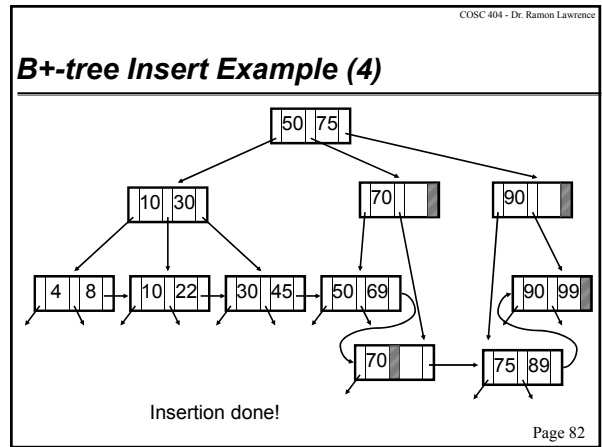 COSC 404 - Dr. Ramon Lawrence
B+-tree Insert Example (4)
50 75
10 30
70
90
4 8
10 22
30 45
50 69
90 99
70
75 89
Insertion done!
Page 82